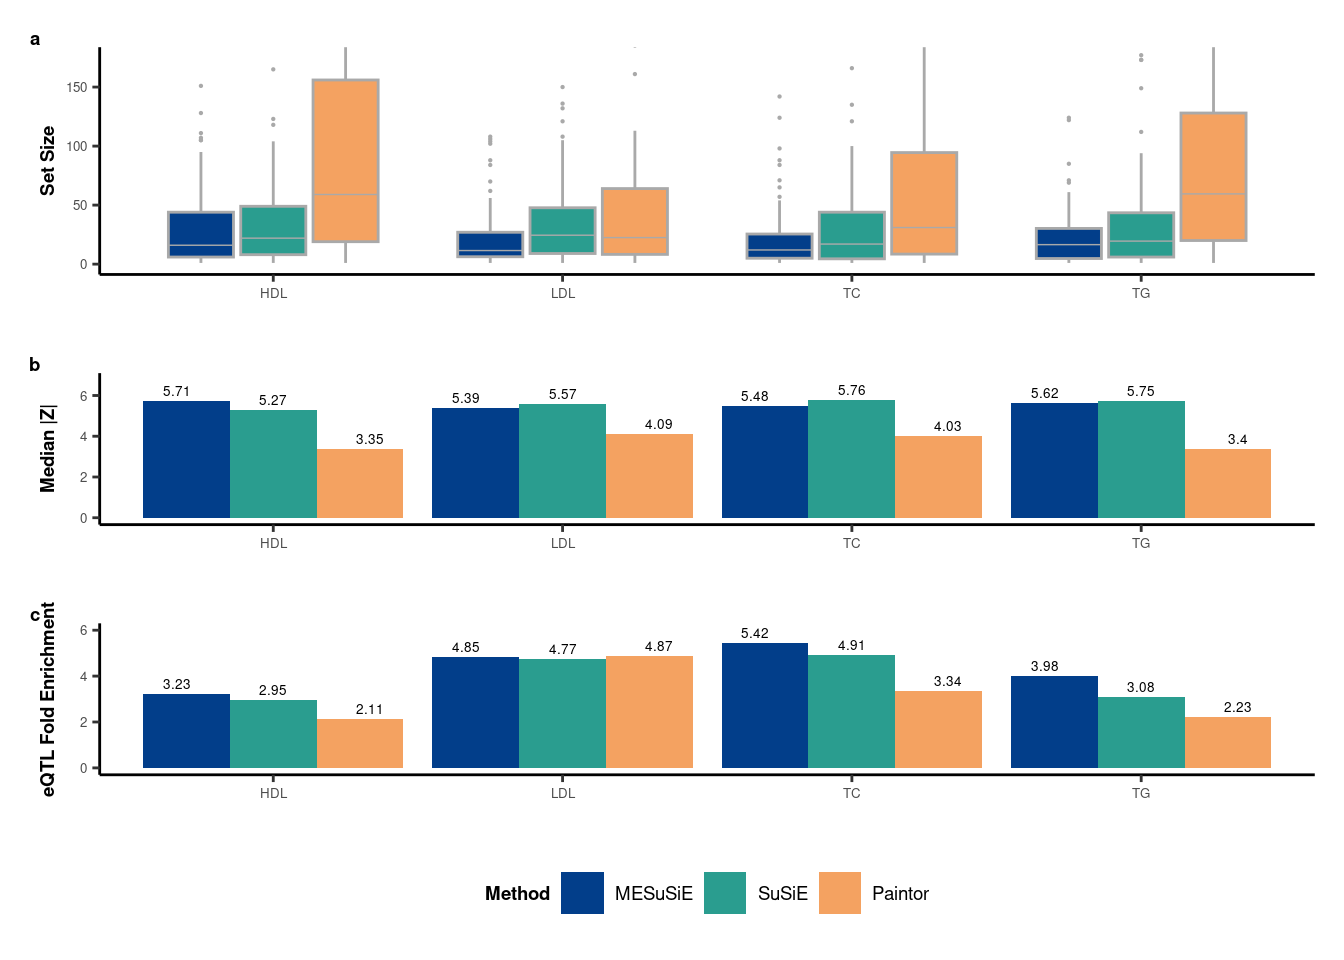 a
Set Size
150
100
50
0
HDL LDL TC TG
b
Median |Z|
6
4
2
0
5.71 5.27 3.35 5.39 5.57 4.09 5.48 5.76 4.03 5.62 5.75 3.4
HDL LDL TC TG
c
eQTL Fold Enrichment
6
4
2
0
3.23 2.95 2.11 4.85 4.77 4.87 5.42 4.91 3.34 3.98 3.08 2.23
HDL LDL TC TG
Method MESuSiE SuSiE Paintor